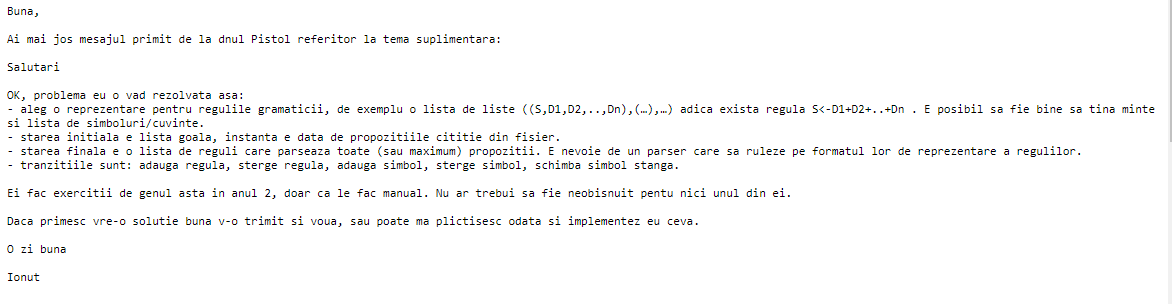 Buna,
Ai mai jos mesajul primit de la dnul Pistol referitor la tema suplimentara:
Salutari
OK, problema eu o vad rezolvata asa:
- aleg o reprezentare pentru regulile gramaticii, de exemplu o lista de liste ((S,D1,D2,..,Dn),(…),…) adica exista regula S<-D1+D2+..+Dn . E posibil sa fie bine sa tina minte
si lista de simboluri/cuvinte.
- starea initiala e lista goala, instanta e data de propozitiile cititie din fisier.
- starea finala e o lista de reguli care parseaza toate (sau maximum) propozitii. E nevoie de un parser care sa ruleze pe formatul lor de reprezentare a regulilor.
- tranzitiile sunt: adauga regula, sterge regula, adauga simbol, sterge simbol, schimba simbol stanga.
Ei fac exercitii de genul asta in anul 2, doar ca le fac manual. Nu ar trebui sa fie neobisnuit pentu nici unul din ei.
Daca primesc vre-o solutie buna v-o trimit si voua, sau poate ma plictisesc odata si implementez eu ceva.
O zi buna
Ionut